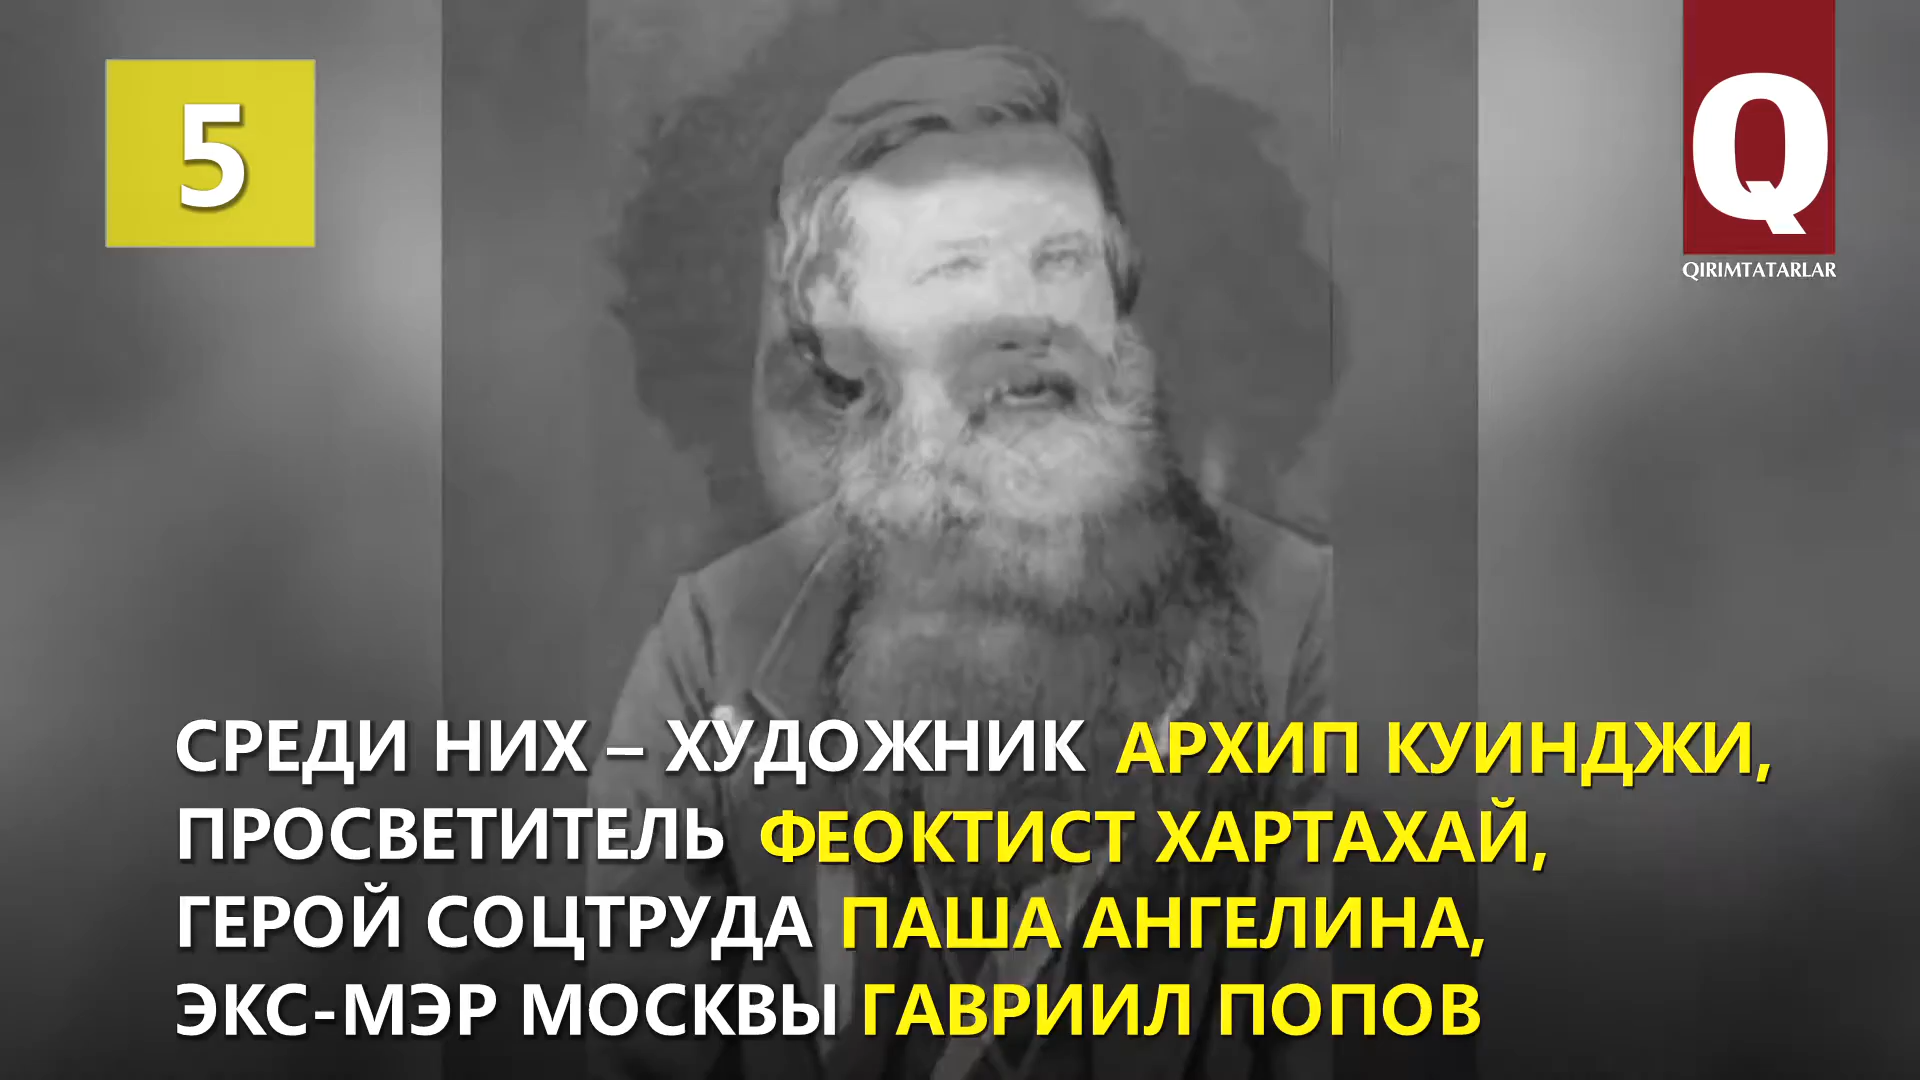 5
Q
QIRIMTATARLAR
СРЕДИ НИХ – ХУДОЖНИК АРХИП КУИНДЖИ,
ПРОСВЕТИТЕЛЬ ФЕОКТИСТ ХАРТАХАЙ,
ГЕРОЙ СОЦТРУДА ПАША АНГЕЛИНА,
ЭКС-МЭР МОСКВЫ ГАВРИИЛ ПОПОВ